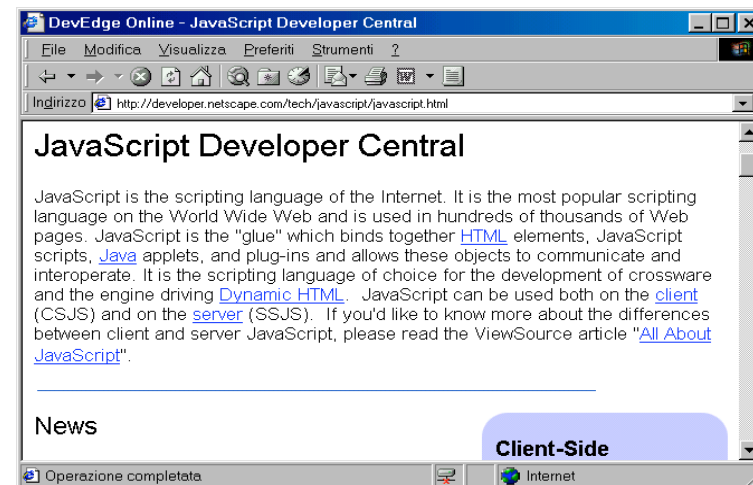 DevEdge Online - JavaScript Developer Central
File Modifica Visualizza Preferiti Strumenti ?
Indirizzo http://developer.netscape.com/tech/javascript/javascript.html
JavaScript Developer Central
JavaScript is the scripting language of the Internet. It is the most popular scripting
language on the World Wide Web and is used in hundreds of thousands of Web
pages. JavaScript is the "glue" which binds together HTML elements, JavaScript
scripts, Java applets, and plug-ins and allows these objects to communicate and
interoperate. It is the scripting language of choice for the development of crossware
and the engine driving Dynamic HTML. JavaScript can be used both on the client
(CSJS) and on the server (SSJS). If you'd like to know more about the differences
between client and server JavaScript, please read the ViewSource article "All About
JavaScript".
News
Client-Side
Operazione completata Internet